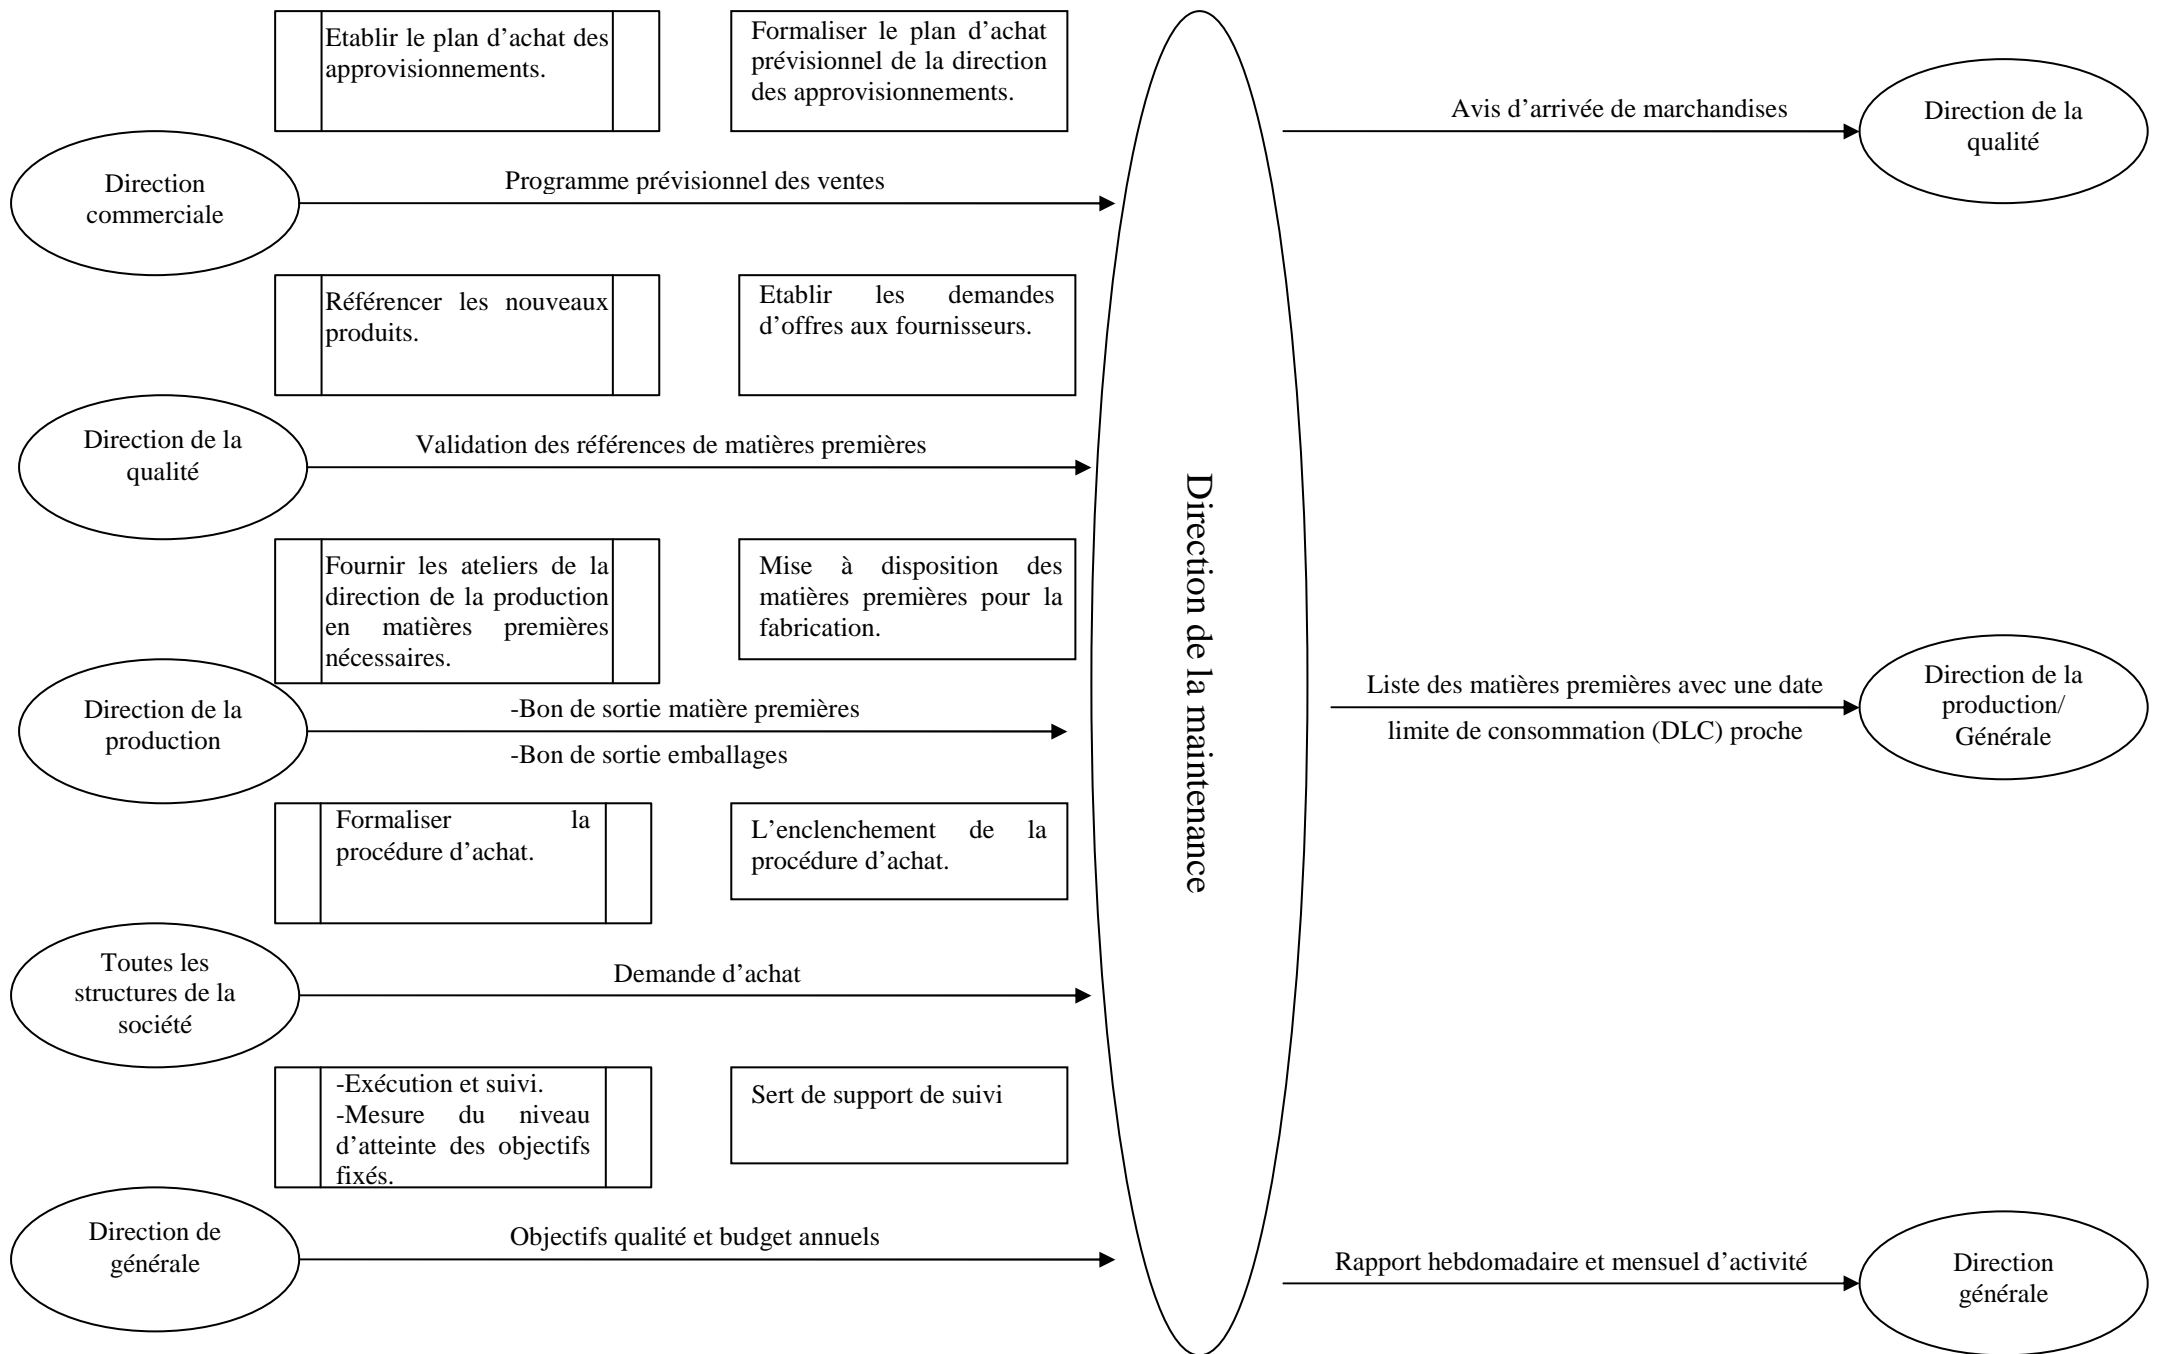 Etablir le plan d’achat des
approvisionnements.
Formaliser le plan d’achat
prévisionnel de la direction
des approvisionnements.
Avis d’arrivée de marchandises
Direction de la
qualité
Direction
commerciale
Programme prévisionnel des ventes
Référencer les nouveaux
produits.
Etablir les demandes
d’offres aux fournisseurs.
Direction de la
qualité
Validation des références de matières premières
Direction de la maintenance
Fournir les ateliers de la
direction de la production
en matières premières
nécessaires.
Mise à disposition des
matières premières pour la
fabrication.
Direction de la
production
-Bon de sortie matière premières
-Bon de sortie emballages
Liste des matières premières avec une date
limite de consommation (DLC) proche
Direction de la
production/
Générale
Formaliser la
procédure d’achat.
L’enclenchement de la
procédure d’achat.
Toutes les
structures de la
société
Demande d’achat
-Exécution et suivi.
-Mesure du niveau
d’atteinte des objectifs
fixés.
Sert de support de suivi
Direction de
générale
Objectifs qualité et budget annuels
Rapport hebdomadaire et mensuel d’activité
Direction
générale